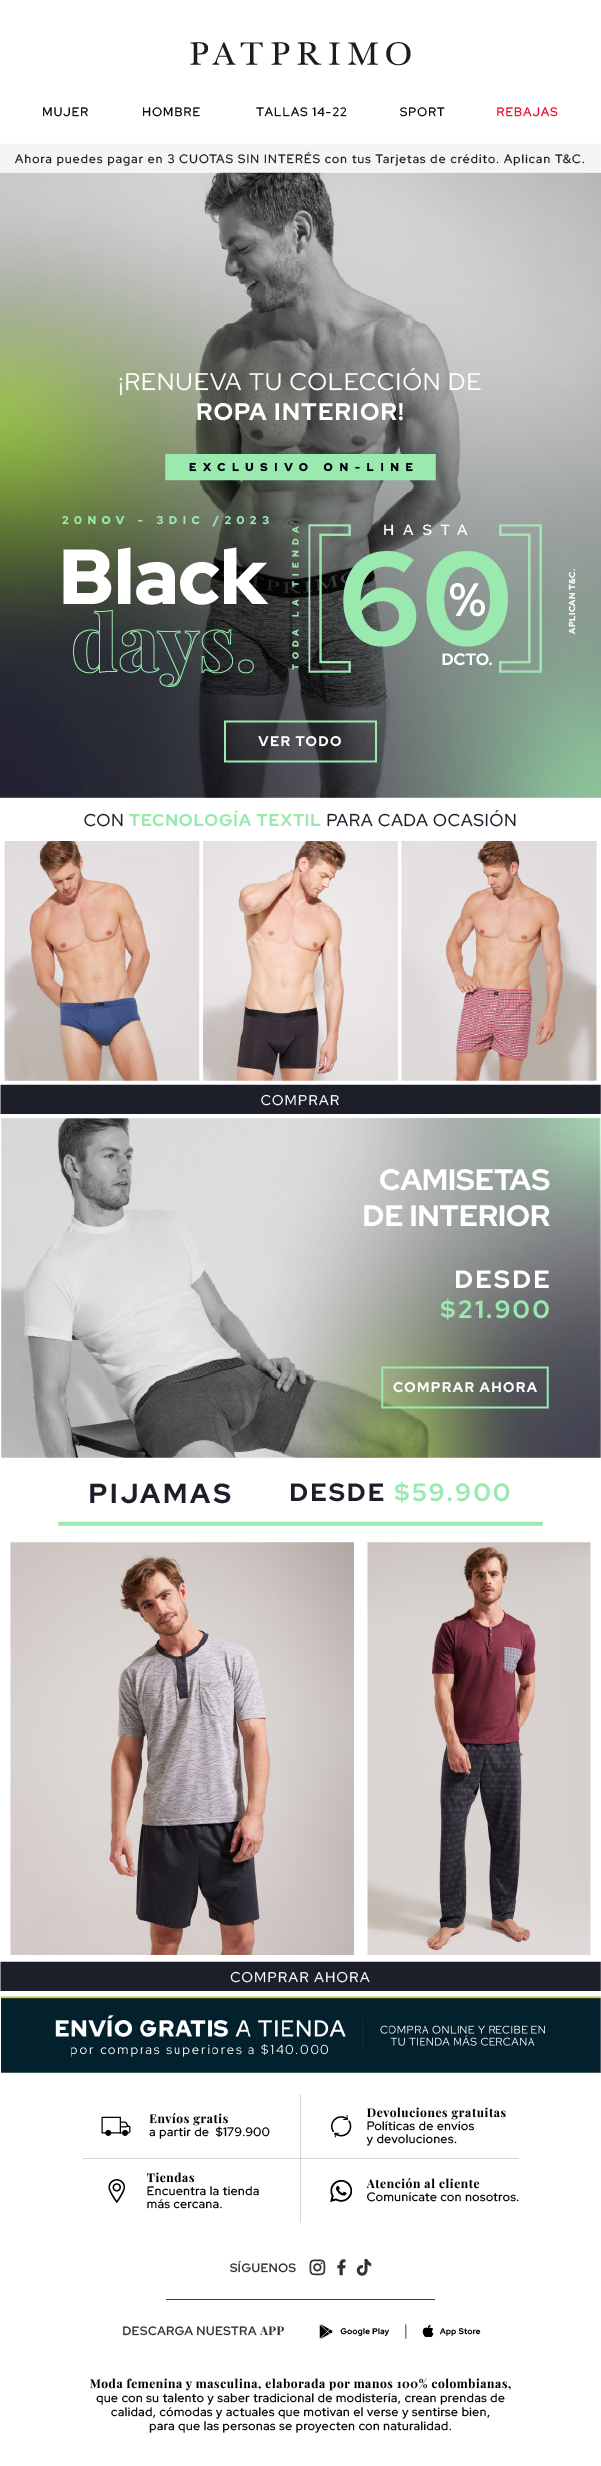 PATPRIMO
MUJER HOMBRE TALLAS 14-22 SPORT REBAJAS
Ahora puedes pagar en 3 CUOTAS SIN INTERÉS con tus Tarjetas de crédito. Aplican T&C.
¡RENUEVA TU COLECCIÓN DE
ROPA INTERIOR!
EXCLUSIVO ON-LINE
20NOV - 3DIC /2023
Black
days.
TODA LA TIENDA
HASTA
60%
DCTO.
APLICAN T&C.
VER TODO
CON TECNOLOGÍA TEXTIL PARA CADA OCASIÓN
COMPRAR
CAMISETAS
DE INTERIOR
DESDE
$21.900
COMPRAR AHORA
PIJAMAS DESDE $59.900
COMPRAR AHORA
ENVÍO GRATIS A TIENDA
por compras superiores a $140.000
COMPRA ONLINE Y RECIBE EN
TU TIENDA MÁS CERCANA
Envíos gratis
a partir de $179.900
Devoluciones gratuitas
Políticas de envíos
y devoluciones.
Tiendas
Encuentra la tienda
más cercana.
Atención al cliente
Comunícate con nosotros.
SÍGUENOS
DESCARGA NUESTRA APP Google Play | App Store
Moda femenina y masculina, elaborada por manos 100% colombianas,
que con su talento y saber tradicional de modistería, crean prendas de
calidad, cómodas y actuales que motivan el verse y sentirse bien,
para que las personas se proyecten con naturalidad.